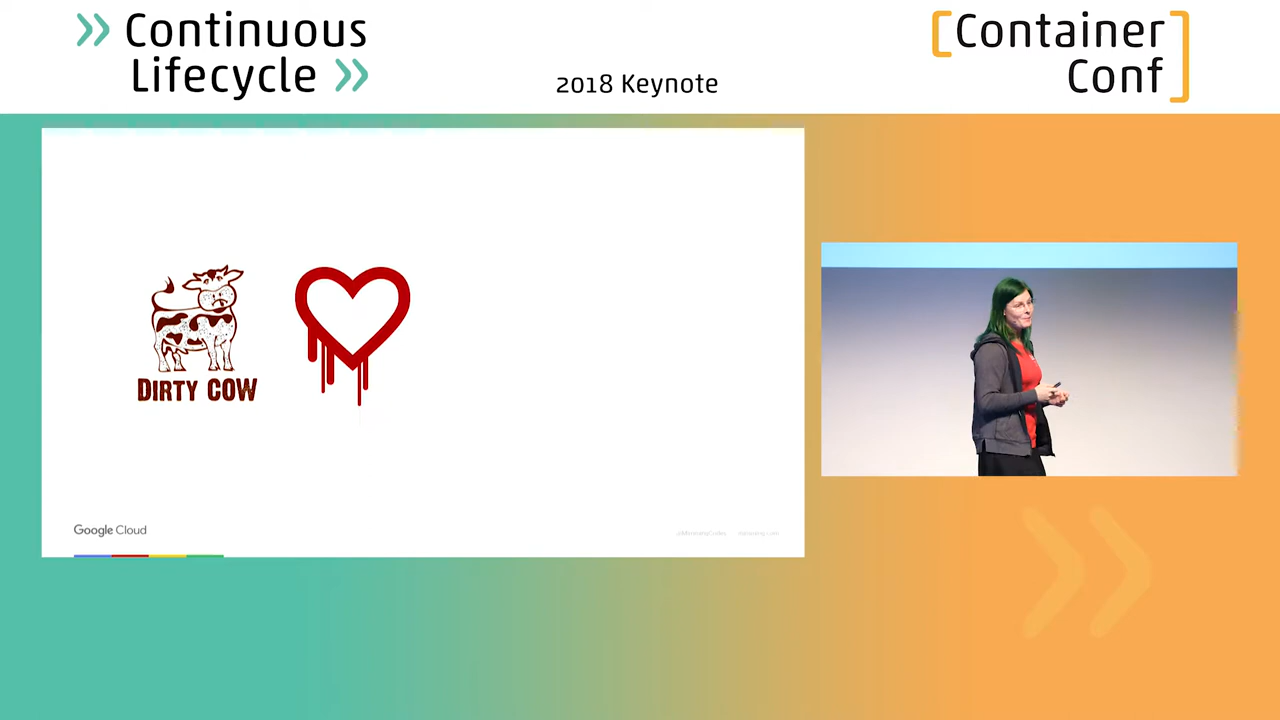 Continuous
Lifecycle
2018 Keynote
[Container
Conf]
DIRTY COW
Google Cloud